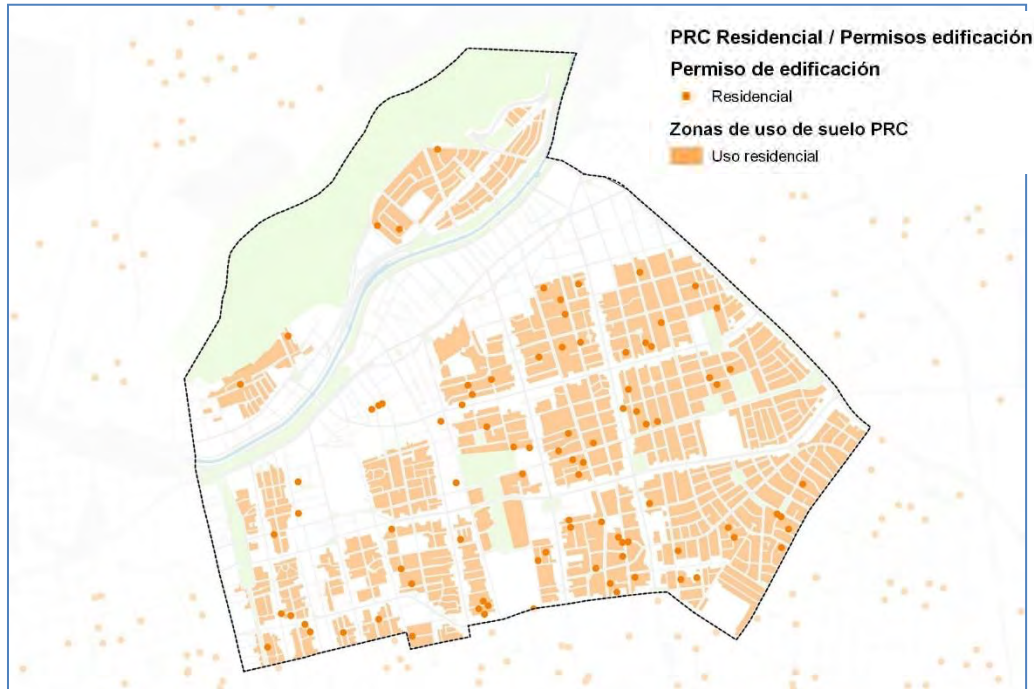 PRC Residencial / Permisos edificación
Permiso de edificación
Residencial
Zonas de uso de suelo PRC
Uso residencial